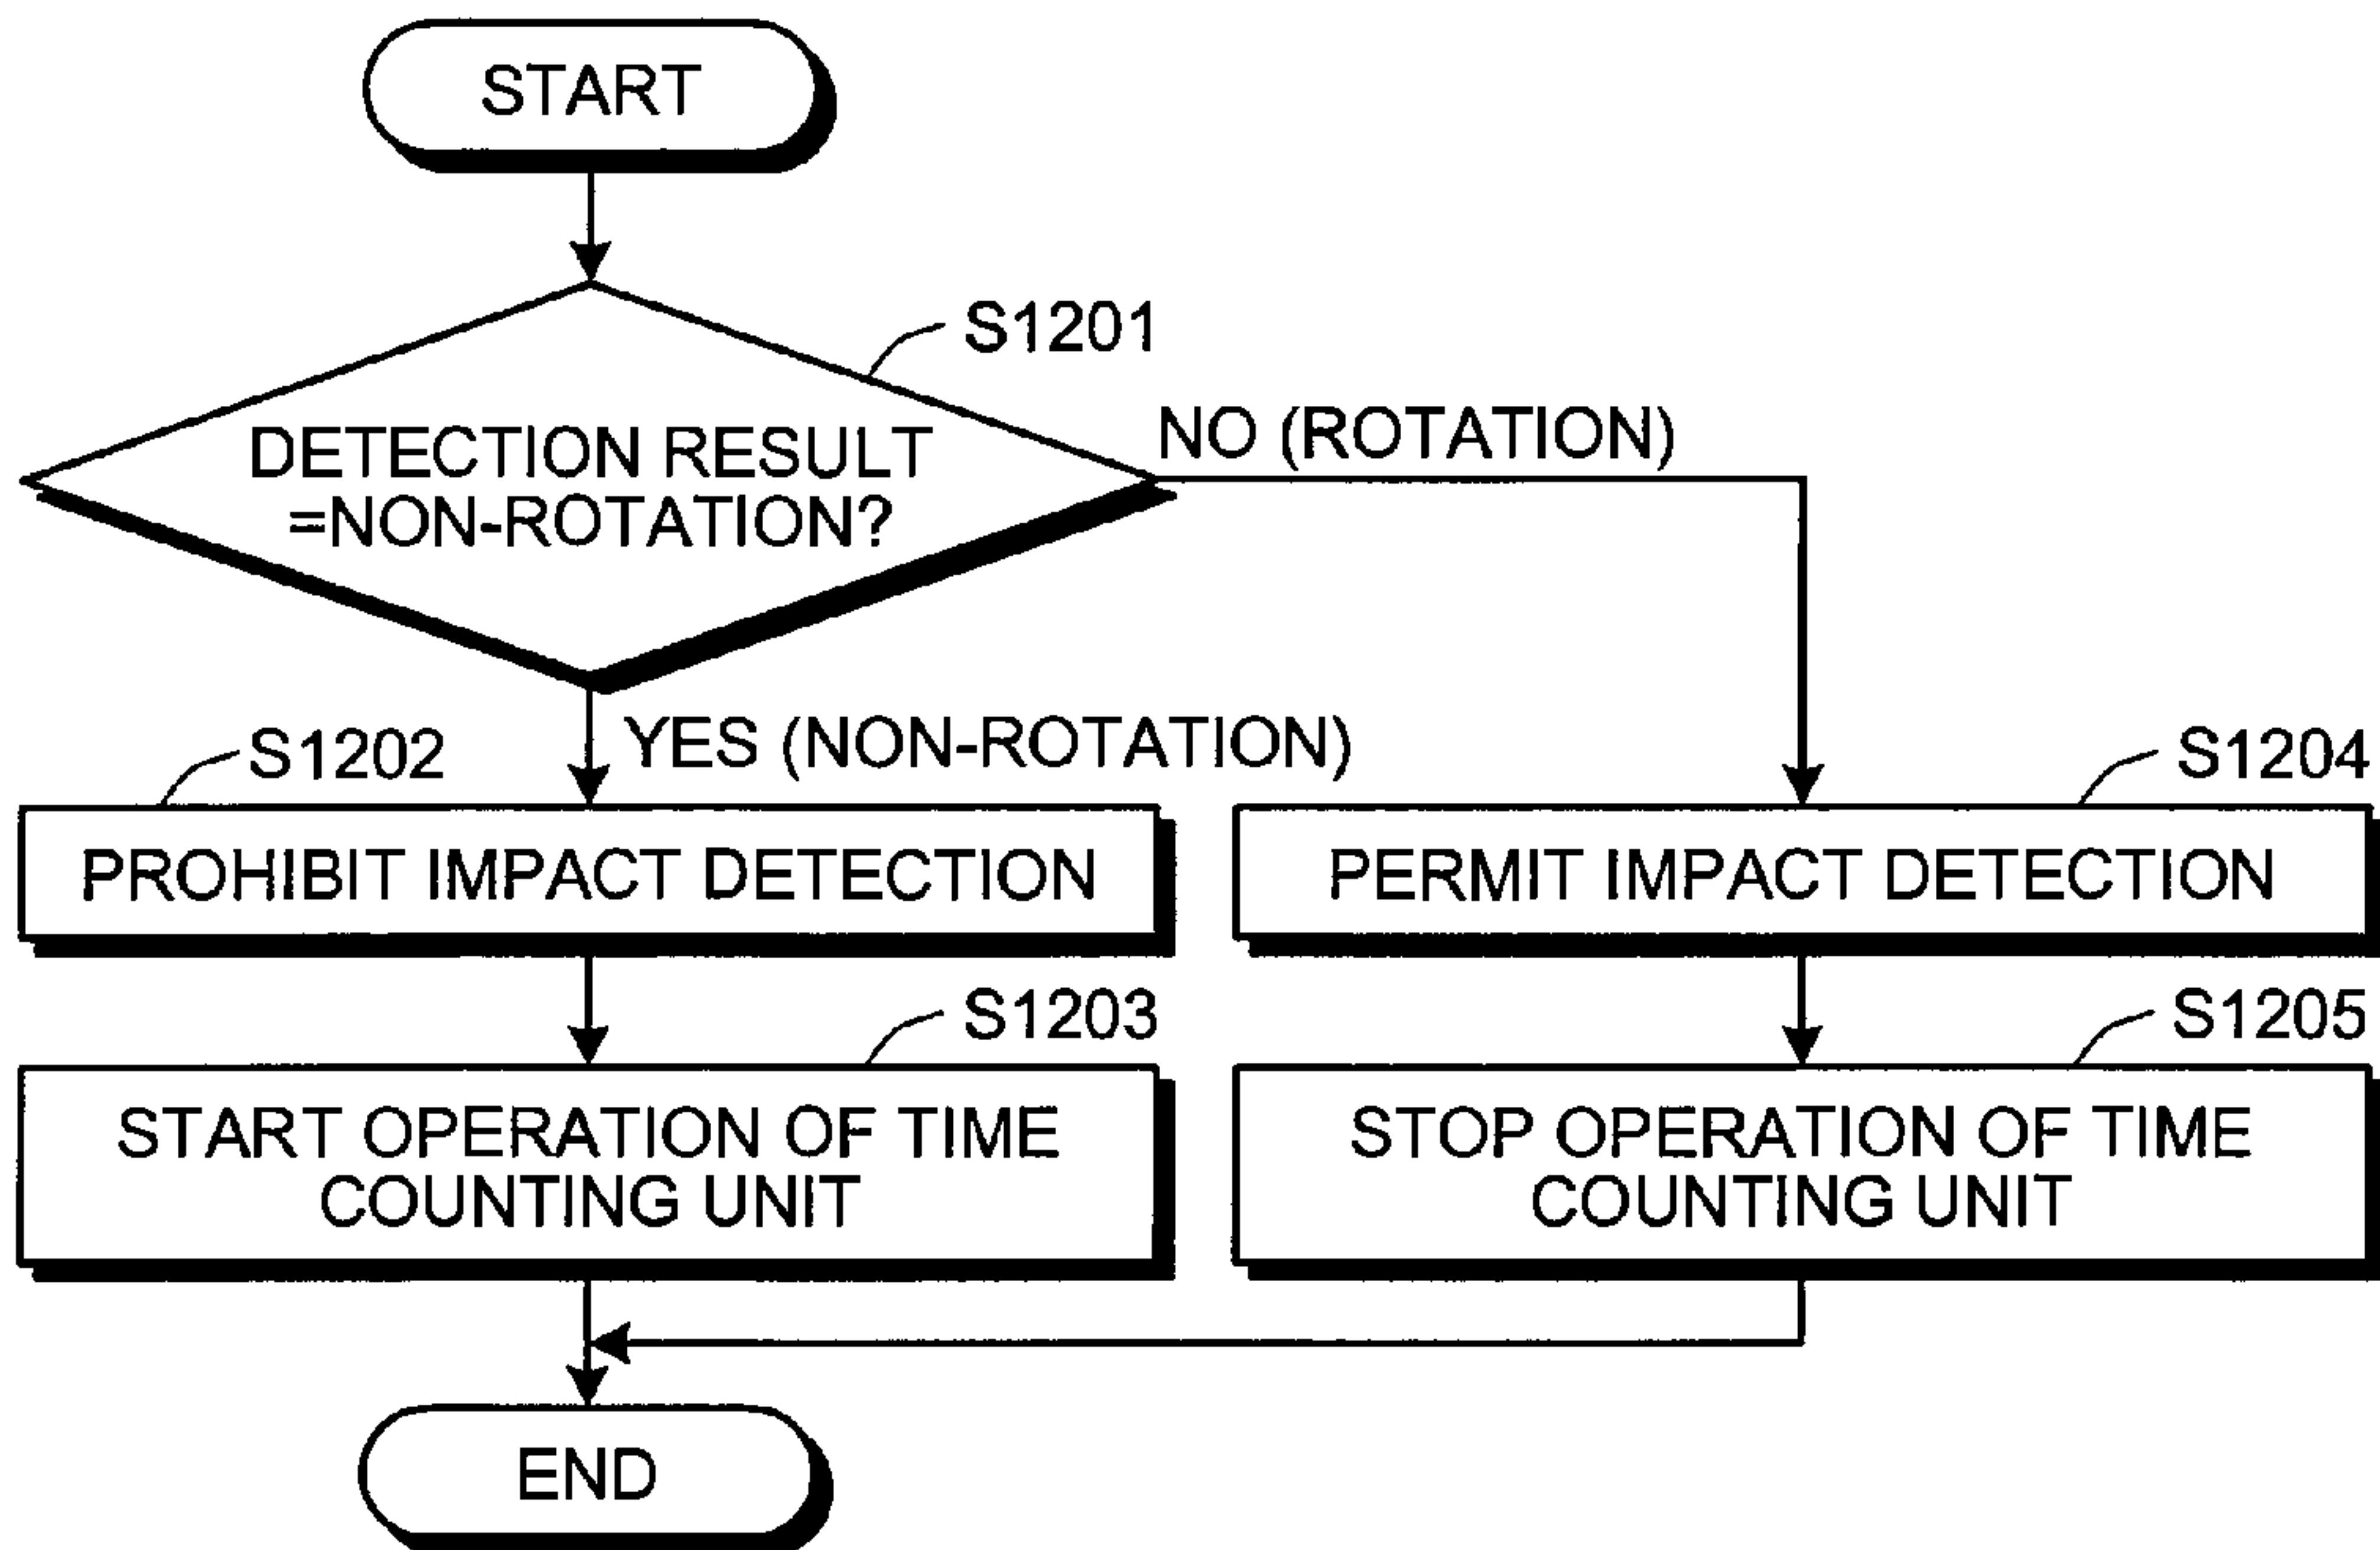 START
S1201
DETECTION RESULT
=NON-ROTATION?
NO (ROTATION)
YES (NON-ROTATION)
S1202
PROHIBIT IMPACT DETECTION
S1204
PERMIT IMPACT DETECTION
S1203
START OPERATION OF TIME
COUNTING UNIT
S1205
STOP OPERATION OF TIME
COUNTING UNIT
END